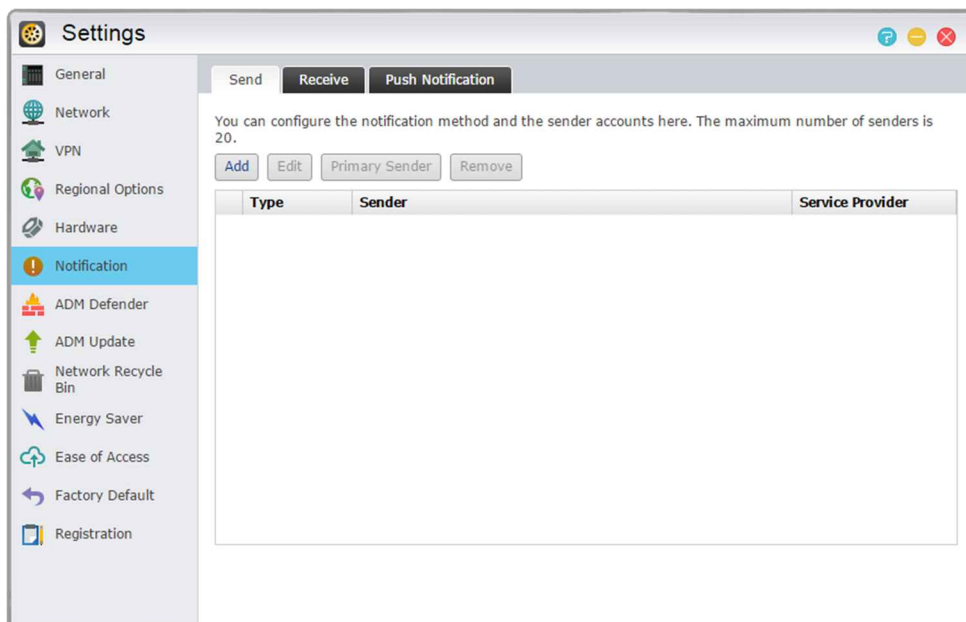 Settings
General
Network
VPN
Regional Options
Hardware
Notification
ADM Defender
ADM Update
Network Recycle
Bin
Energy Saver
Ease of Access
Factory Default
Registration
Send Receive Push Notification
You can configure the notification method and the sender accounts here. The maximum number of senders is
20.
Add Edit Primary Sender Remove
Type Sender Service Provider